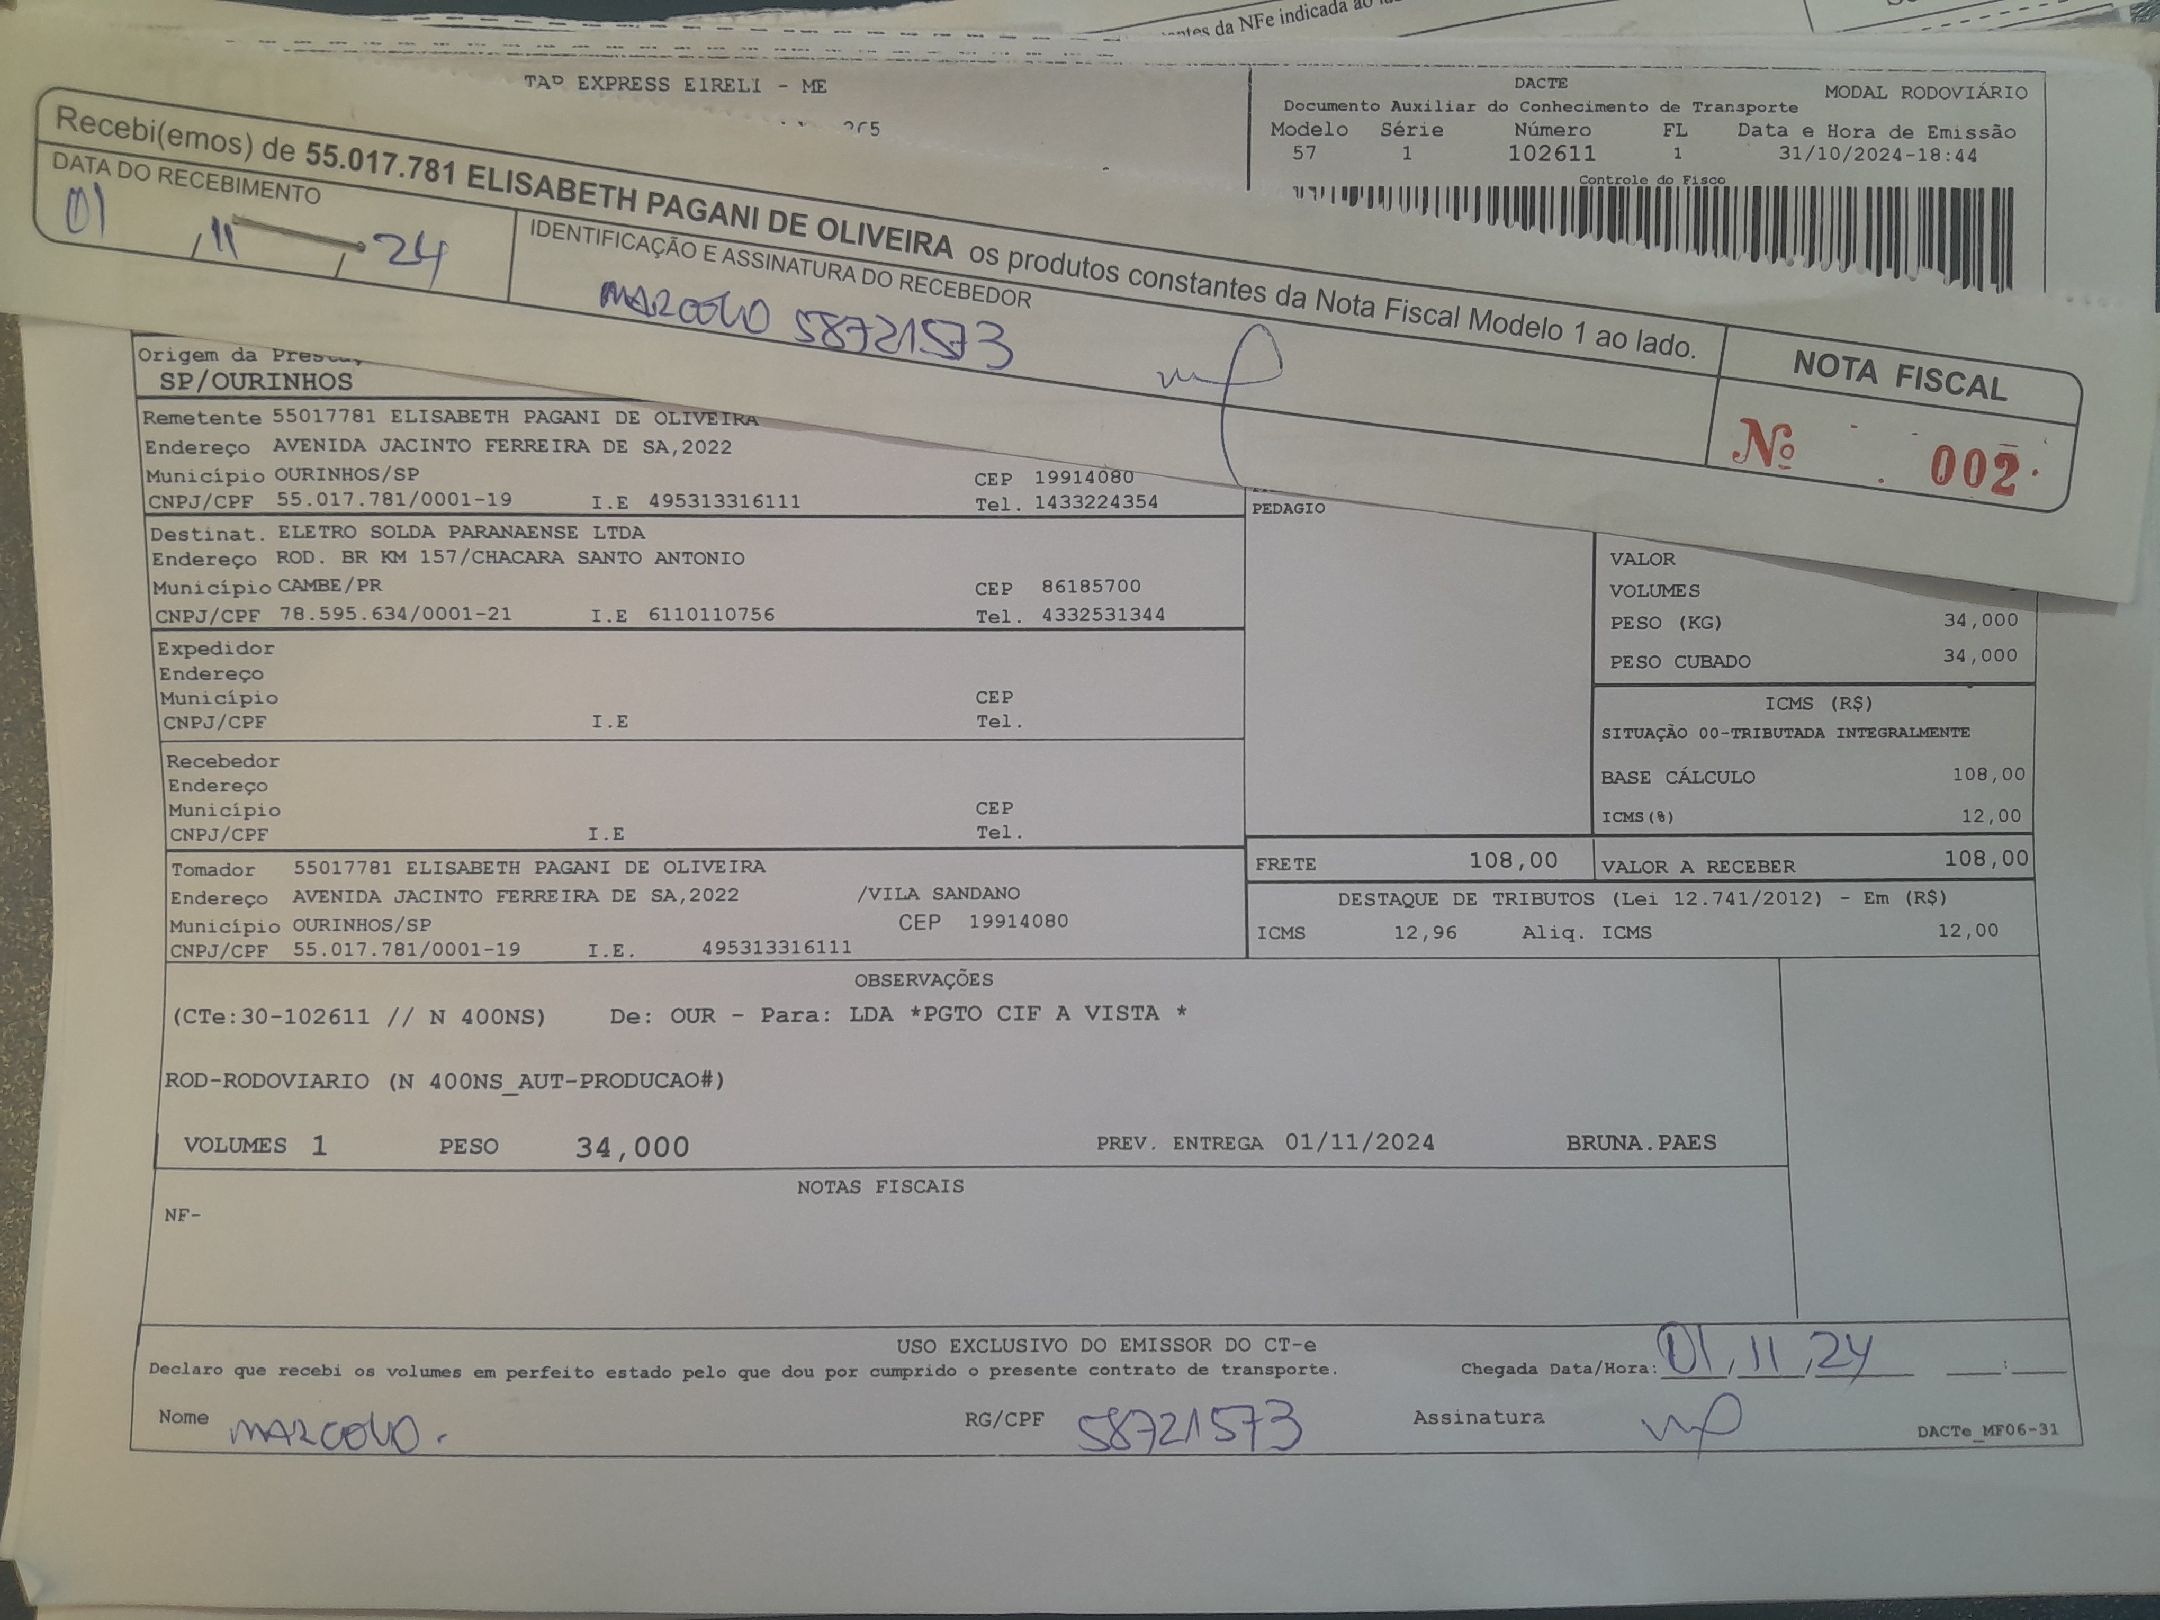 ntes da NFe indicada ao
TAP EXPRESS EIRELI - ME
265
DACTE
MODAL RODOVIÁRIO
Documento Auxiliar do Conhecimento de Transporte
Modelo Série Número FL Data e Hora de Emissão
57 1 102611 1 31/10/2024-18:44
Controle do Fisco
Recebi(emos) de 55.017.781 ELISABETH PAGANI DE OLIVEIRA os produtos constantes da Nota Fiscal Modelo 1 ao lado.
DATA DO RECEBIMENTO
01 , 11 , 24
IDENTIFICAÇÃO E ASSINATURA DO RECEBEDOR
58721573
NOTA FISCAL
Nº 002
Origem da
SP/OURINHOS
Remetente 55017781 ELISABETH PAGANI DE OLIVEIRA
Endereço AVENIDA JACINTO FERREIRA DE SA,2022
Município OURINHOS/SP CEP 19914080
CNPJ/CPF 55.017.781/0001-19 I.E 495313316111 Tel. 1433224354
Destinat. ELETRO SOLDA PARANAENSE LTDA
Endereço ROD. BR KM 157/CHACARA SANTO ANTONIO
Município CAMBE/PR CEP 86185700
CNPJ/CPF 78.595.634/0001-21 I.E 6110110756 Tel. 4332531344
Expedidor
Endereço
Município CEP
CNPJ/CPF I.E Tel.
Recebedor
Endereço
Município CEP
CNPJ/CPF I.E Tel.
Tomador 55017781 ELISABETH PAGANI DE OLIVEIRA
Endereço AVENIDA JACINTO FERREIRA DE SA,2022 /VILA SANDANO
Município OURINHOS/SP CEP 19914080
CNPJ/CPF 55.017.781/0001-19 I.E. 495313316111
PEDAGIO
VALOR
VOLUMES
PESO (KG) 34,000
PESO CUBADO 34,000
ICMS (R$)
SITUAÇÃO 00-TRIBUTADA INTEGRALMENTE
BASE CÁLCULO 108,00
ICMS(%) 12,00
FRETE 108,00 VALOR A RECEBER 108,00
DESTAQUE DE TRIBUTOS (Lei 12.741/2012) - Em (R$)
ICMS 12,96 Aliq. ICMS 12,00
OBSERVAÇÕES
(CTe:30-102611 // N 400NS) De: OUR - Para: LDA *PGTO CIF A VISTA *
ROD-RODOVIARIO (N 400NS_AUT-PRODUCAO#)
VOLUMES 1 PESO 34,000 PREV. ENTREGA 01/11/2024 BRUNA.PAES
NOTAS FISCAIS
NF-
USO EXCLUSIVO DO EMISSOR DO CT-e
Declaro que recebi os volumes em perfeito estado pelo que dou por cumprido o presente contrato de transporte. Chegada Data/Hora: 01,11,24 :
Nome RG/CPF 58721573 Assinatura DACTe_MF06-31